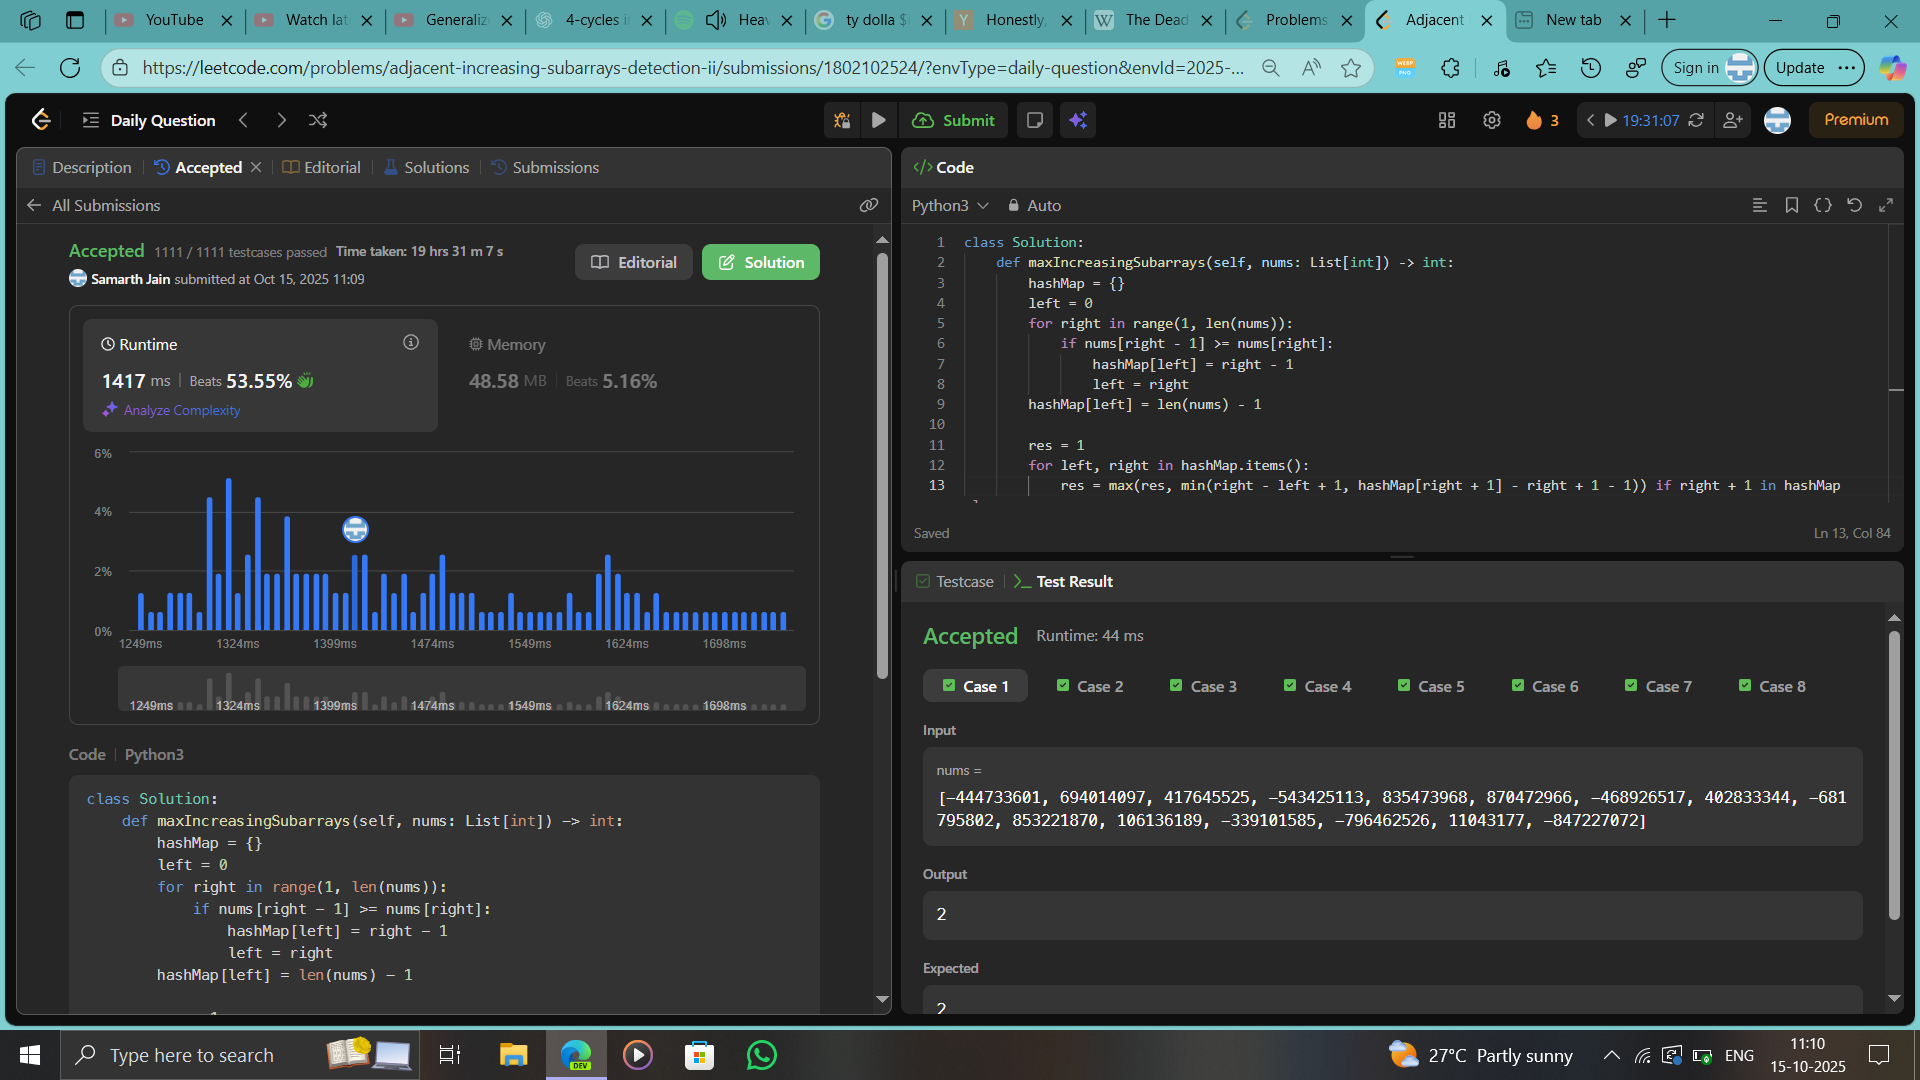 YouTube
Watch lat
Generaliz
4-cycles i
Heav
ty dolla $
Honestly,
The Dead
Problems
Adjacent
New tab
https://leetcode.com/problems/adjacent-increasing-subarrays-detection-ii/submissions/1802102524/?envType=daily-question&envId=2025-...
Sign in
Update
Daily Question
Submit
3
19:31:07
Premium
Description
Accepted
Editorial
Solutions
Submissions
All Submissions
Accepted 1111 / 1111 testcases passed Time taken: 19 hrs 31 m 7 s
Samarth Jain submitted at Oct 15, 2025 11:09
Editorial
Solution
Runtime
1417 ms Beats 53.55%
Analyze Complexity
Memory
48.58 MB Beats 5.16%
6%
4%
2%
0%
1249ms 1324ms 1399ms 1474ms 1549ms 1624ms 1698ms
1249ms 1324ms 1399ms 1474ms 1549ms 1624ms 1698ms
Code Python3
class Solution:
    def maxIncreasingSubarrays(self, nums: List[int]) -> int:
        hashMap = {}
        left = 0
        for right in range(1, len(nums)):
            if nums[right - 1] >= nums[right]:
                hashMap[left] = right - 1
                left = right
        hashMap[left] = len(nums) - 1
</> Code
Python3 Auto
1 class Solution:
2     def maxIncreasingSubarrays(self, nums: List[int]) -> int:
3         hashMap = {}
4         left = 0
5         for right in range(1, len(nums)):
6             if nums[right - 1] >= nums[right]:
7                 hashMap[left] = right - 1
8                 left = right
9         hashMap[left] = len(nums) - 1
10
11         res = 1
12         for left, right in hashMap.items():
13             res = max(res, min(right - left + 1, hashMap[right + 1] - right + 1 - 1)) if right + 1 in hashMap
Saved
Ln 13, Col 84
Testcase
Test Result
Accepted Runtime: 44 ms
Case 1 Case 2 Case 3 Case 4 Case 5 Case 6 Case 7 Case 8
Input
nums =
[-444733601, 694014097, 417645525, -543425113, 835473968, 870472966, -468926517, 402833344, -681
795802, 853221870, 106136189, -339101585, -796462526, 11043177, -847227072]
Output
2
Expected
2
Type here to search
DEV
27°C Partly sunny
ENG
11:10
15-10-2025